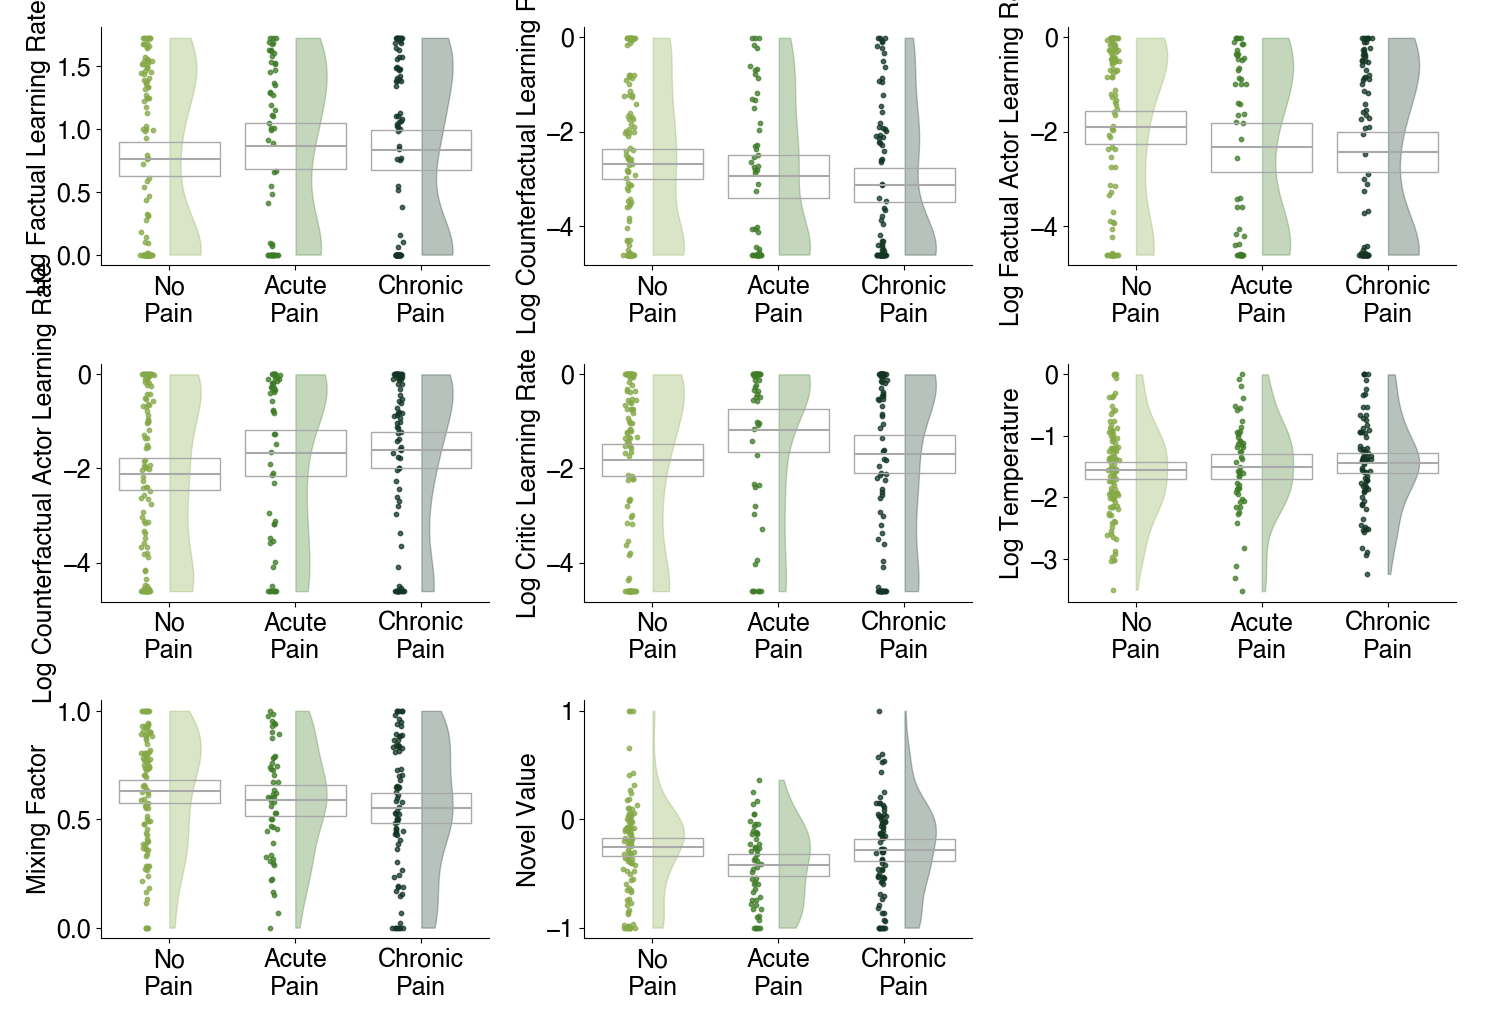 Log Factual Learning Rate
1.5
1.0
0.5
0.0
No
Pain
Acute
Pain
Chronic
Pain
Log Counterfactual Learning R
0
−2
−4
No
Pain
Acute
Pain
Chronic
Pain
Log Factual Actor Learning R
0
−2
−4
No
Pain
Acute
Pain
Chronic
Pain
Log Counterfactual Actor Learning Rate
0
−2
−4
No
Pain
Acute
Pain
Chronic
Pain
Log Critic Learning Rate
0
−2
−4
No
Pain
Acute
Pain
Chronic
Pain
Log Temperature
0
−1
−2
−3
No
Pain
Acute
Pain
Chronic
Pain
Mixing Factor
1.0
0.5
0.0
No
Pain
Acute
Pain
Chronic
Pain
Novel Value
1
0
−1
No
Pain
Acute
Pain
Chronic
Pain